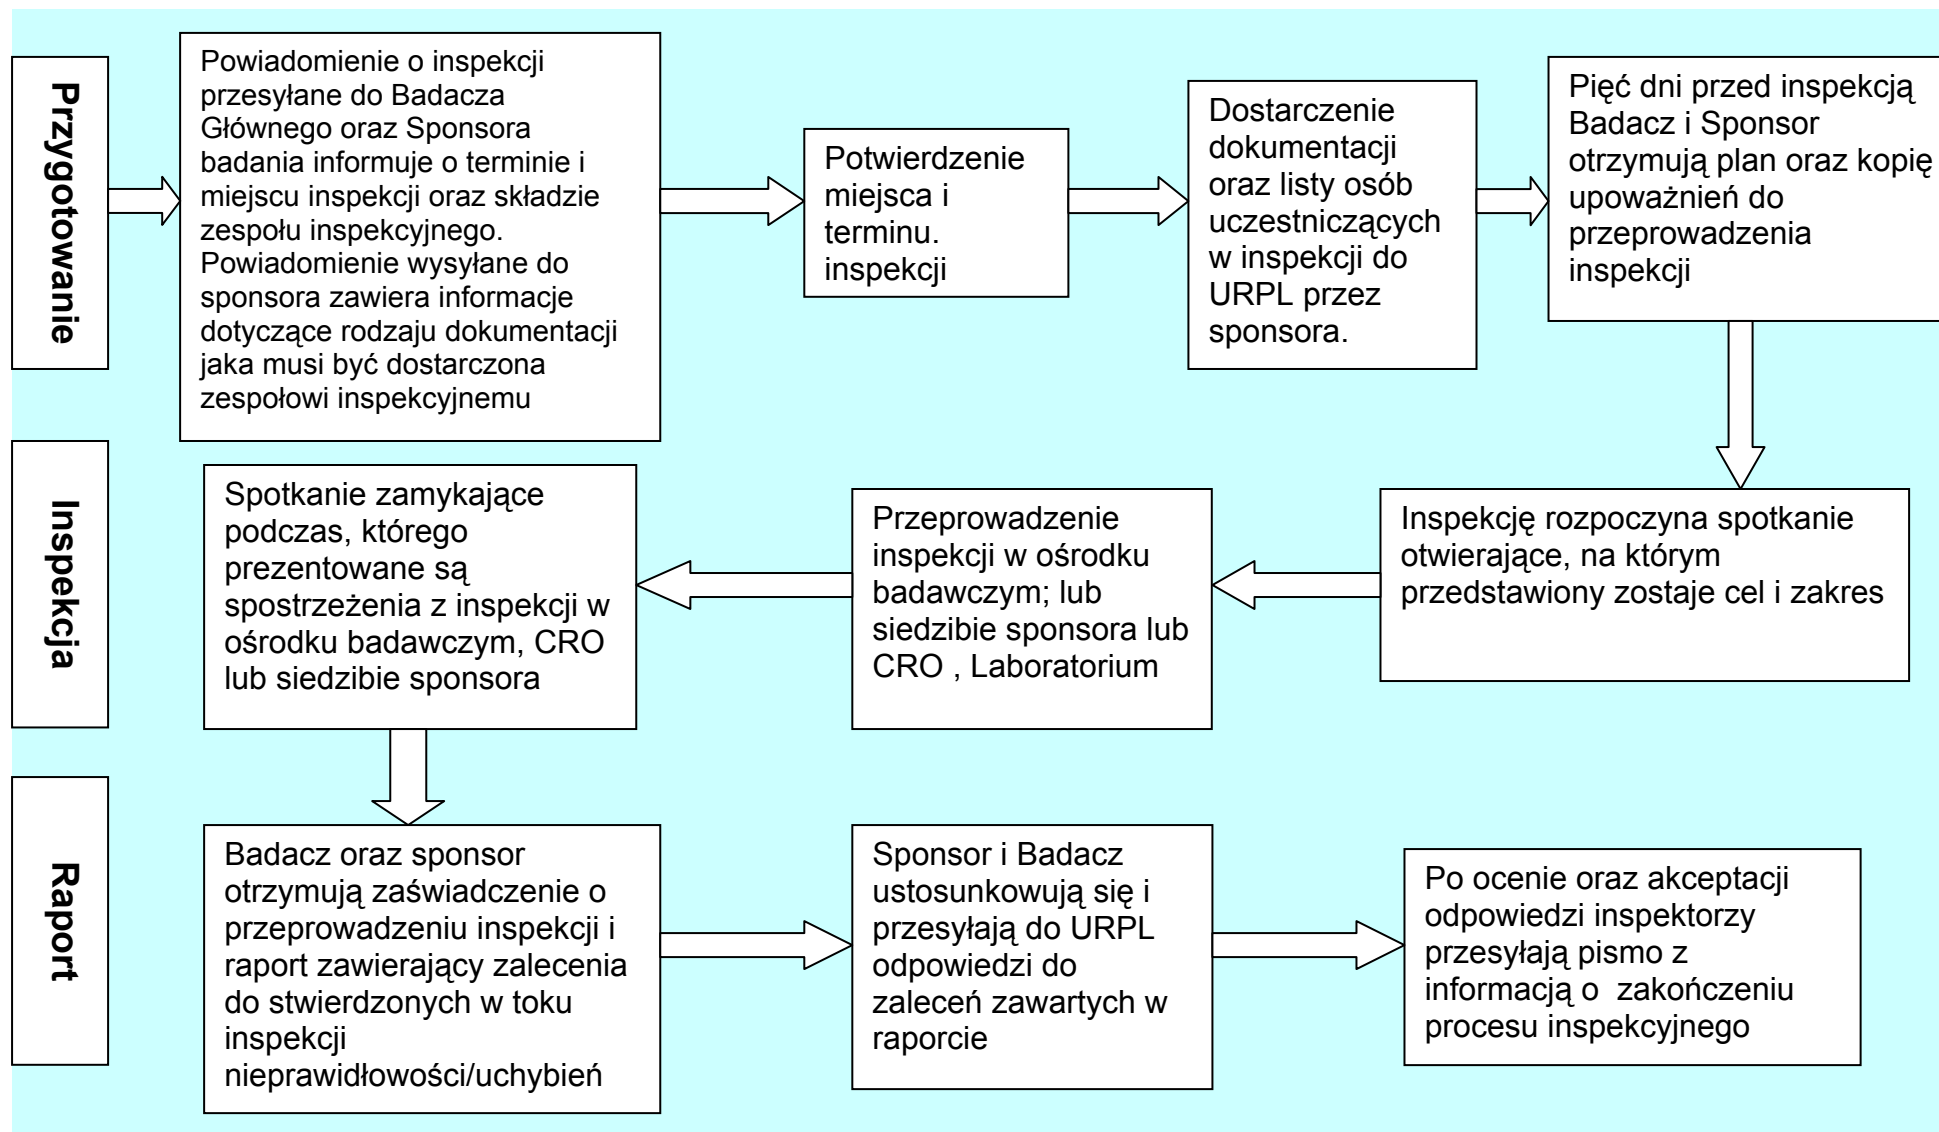 Przygotowanie
Powiadomienie o inspekcji
przesyłane do Badacza
Głównego oraz Sponsora
badania informuje o terminie i
miejscu inspekcji oraz składzie
zespołu inspekcyjnego.
Powiadomienie wysyłane do
sponsora zawiera informacje
dotyczące rodzaju dokumentacji
jaka musi być dostarczona
zespołowi inspekcyjnemu
Potwierdzenie
miejsca i
terminu.
inspekcji
Dostarczenie
dokumentacji
oraz listy osób
uczestniczących
w inspekcji do
URPL przez
sponsora.
Pięć dni przed inspekcją
Badacz i Sponsor
otrzymują plan oraz kopię
upoważnień do
przeprowadzenia
inspekcji
Inspekcja
Inspekcję rozpoczyna spotkanie
otwierające, na którym
przedstawiony zostaje cel i zakres
Przeprowadzenie
inspekcji w ośrodku
badawczym; lub
siedzibie sponsora lub
CRO , Laboratorium
Spotkanie zamykające
podczas, którego
prezentowane są
spostrzeżenia z inspekcji w
ośrodku badawczym, CRO
lub siedzibie sponsora
Raport
Badacz oraz sponsor
otrzymują zaświadczenie o
przeprowadzeniu inspekcji i
raport zawierający zalecenia
do stwierdzonych w toku
inspekcji
nieprawidłowości/uchybień
Sponsor i Badacz
ustosunkowują się i
przesyłają do URPL
odpowiedzi do
zaleceń zawartych w
raporcie
Po ocenie oraz akceptacji
odpowiedzi inspektorzy
przesyłają pismo z
informacją o  zakończeniu
procesu inspekcyjnego